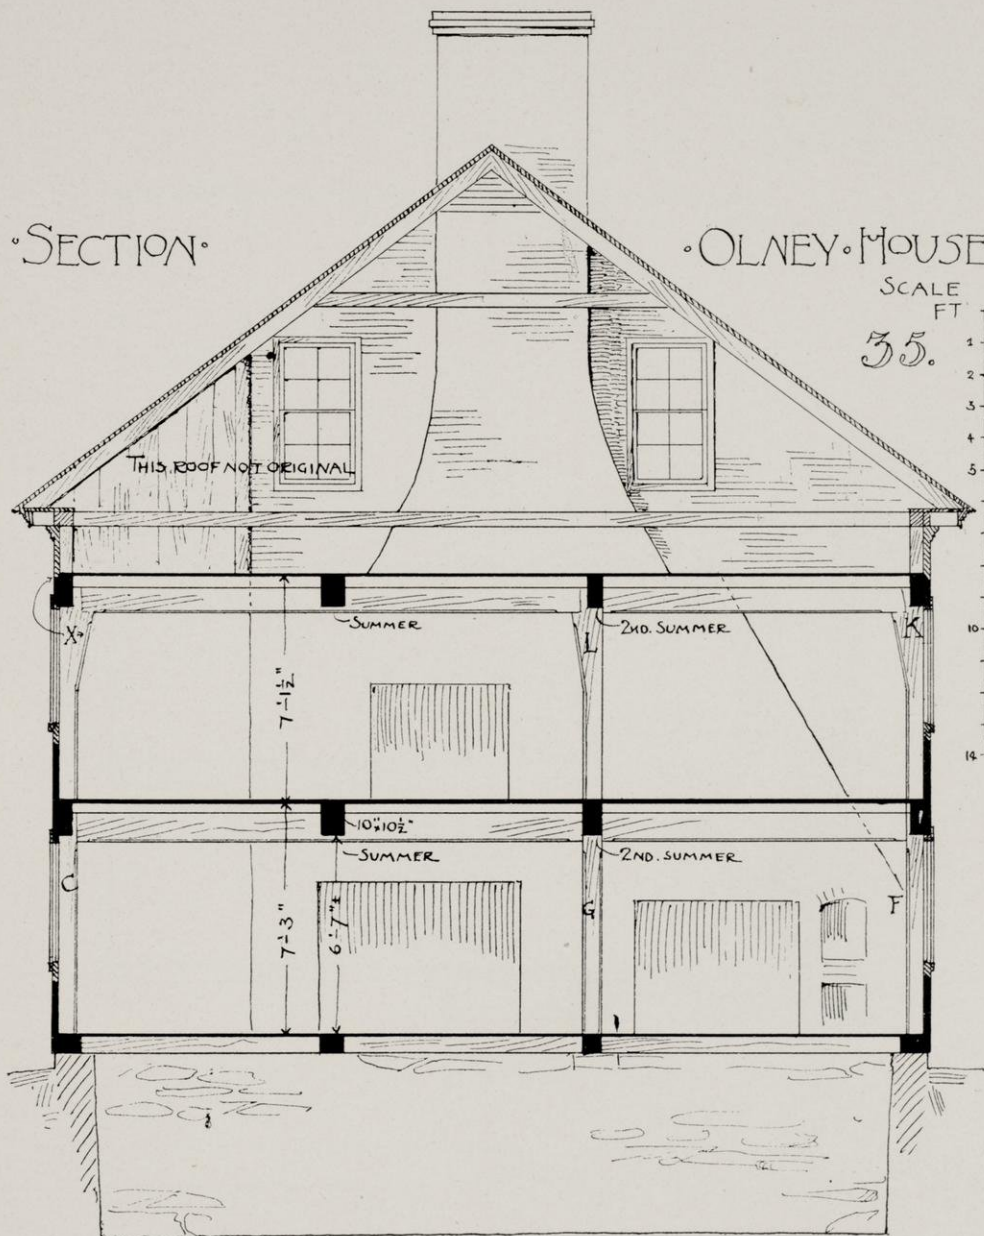 ·SECTION·
·OLNEY·HOUSE
SCALE
FT
35.
1
2
3
4
5
10
14
THIS ROOF NOT ORIGINAL
SUMMER
2ND. SUMMER
X
L
K
7'-1½"
10"x10½"
SUMMER
2ND. SUMMER
C
G
F
7'-3"
6'-7"±